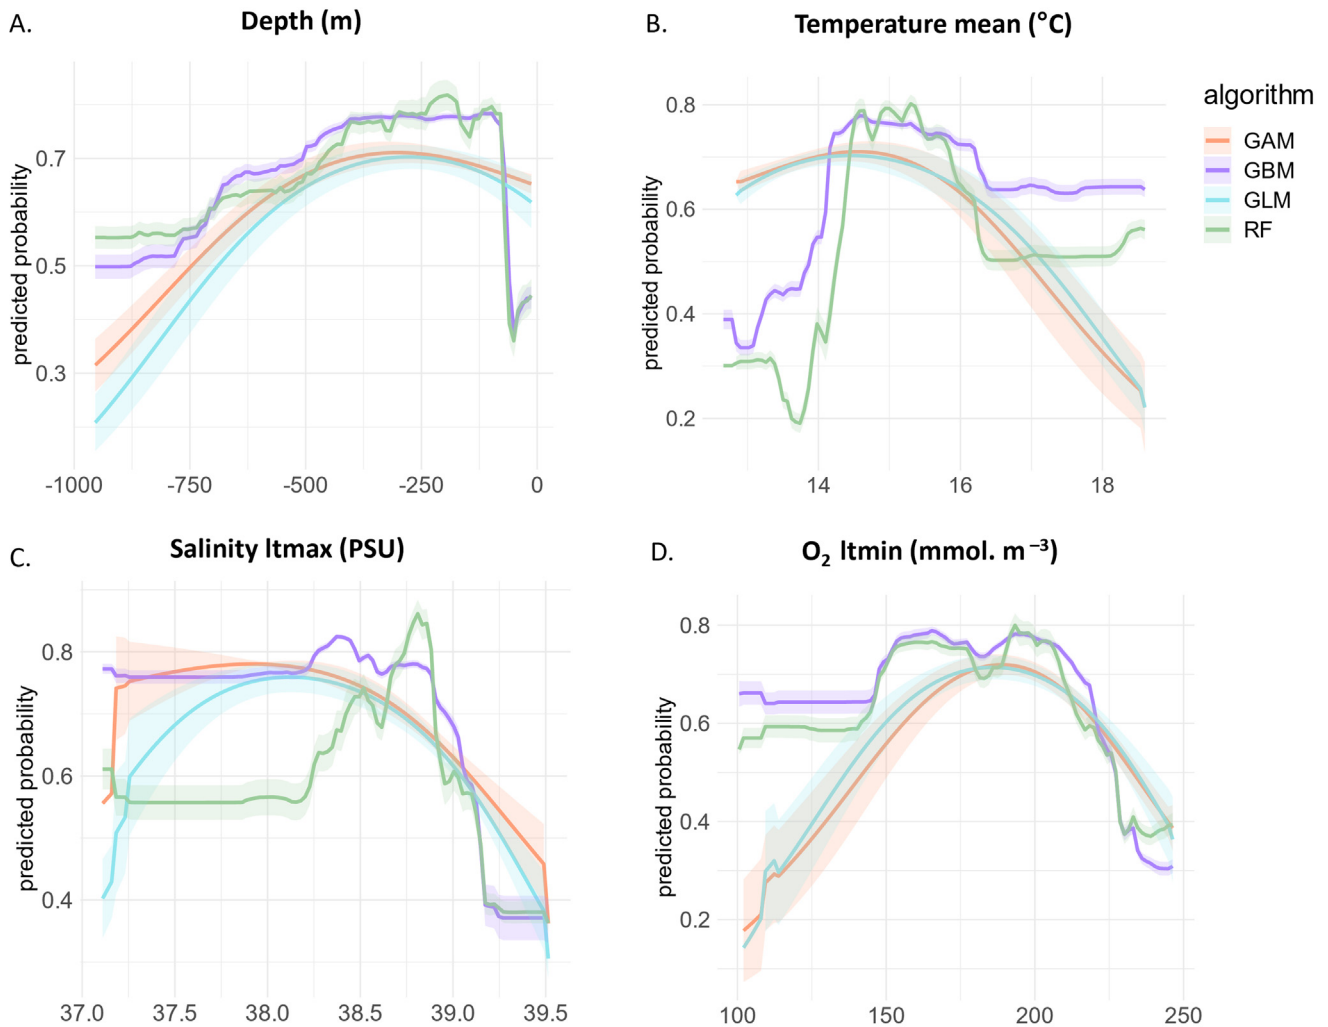 A.
Depth (m)
predicted probability
0.7
0.5
0.3
-1000
-750
-500
-250
0
B.
Temperature mean (°C)
predicted probability
0.8
0.6
0.4
0.2
14
16
18
algorithm
GAM
GBM
GLM
RF
C.
Salinity ltmax (PSU)
predicted probability
0.8
0.6
0.4
37.0
37.5
38.0
38.5
39.0
39.5
D.
O₂ ltmin (mmol. m⁻³)
predicted probability
0.8
0.6
0.4
0.2
100
150
200
250